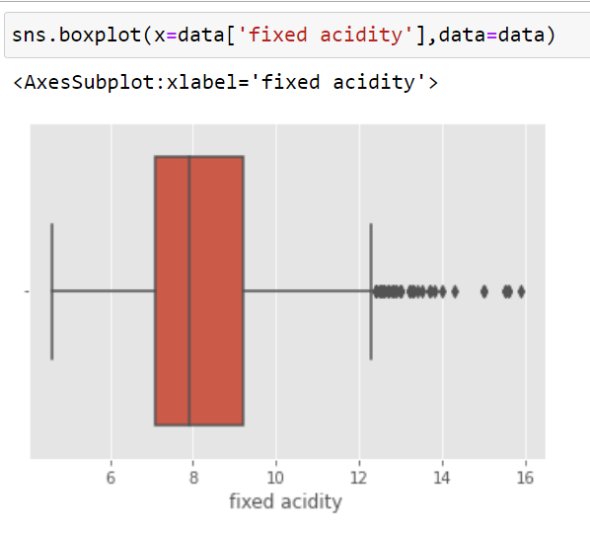 sns.boxplot(x=data['fixed acidity'],data=data)
<AxesSubplot:xlabel='fixed acidity'>
6 8 10 12 14 16
fixed acidity